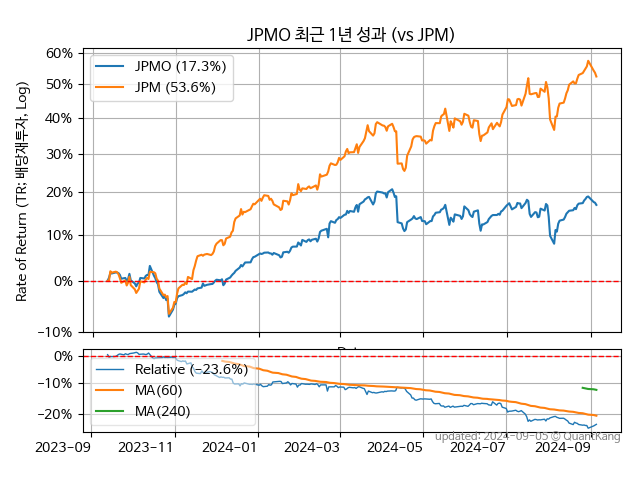 JPMO 최근 1년 성과 (vs JPM)
Rate of Return (TR; 배당재투자, Log)
60%
50%
40%
30%
20%
10%
0%
−10%
JPMO (17.3%)
JPM (53.6%)
0%
−10%
−20%
Relative (−23.6%)
MA(60)
MA(240)
updated: 2024-09-05 © QuantKang
2023-09
2023-11
2024-01
2024-03
2024-05
2024-07
2024-09